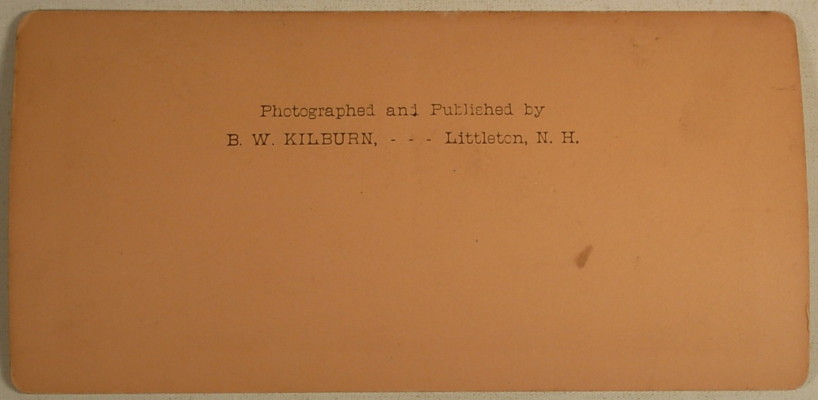 Photographed and Published by
B. W. KILBURN, - - - Littleton, N. H.